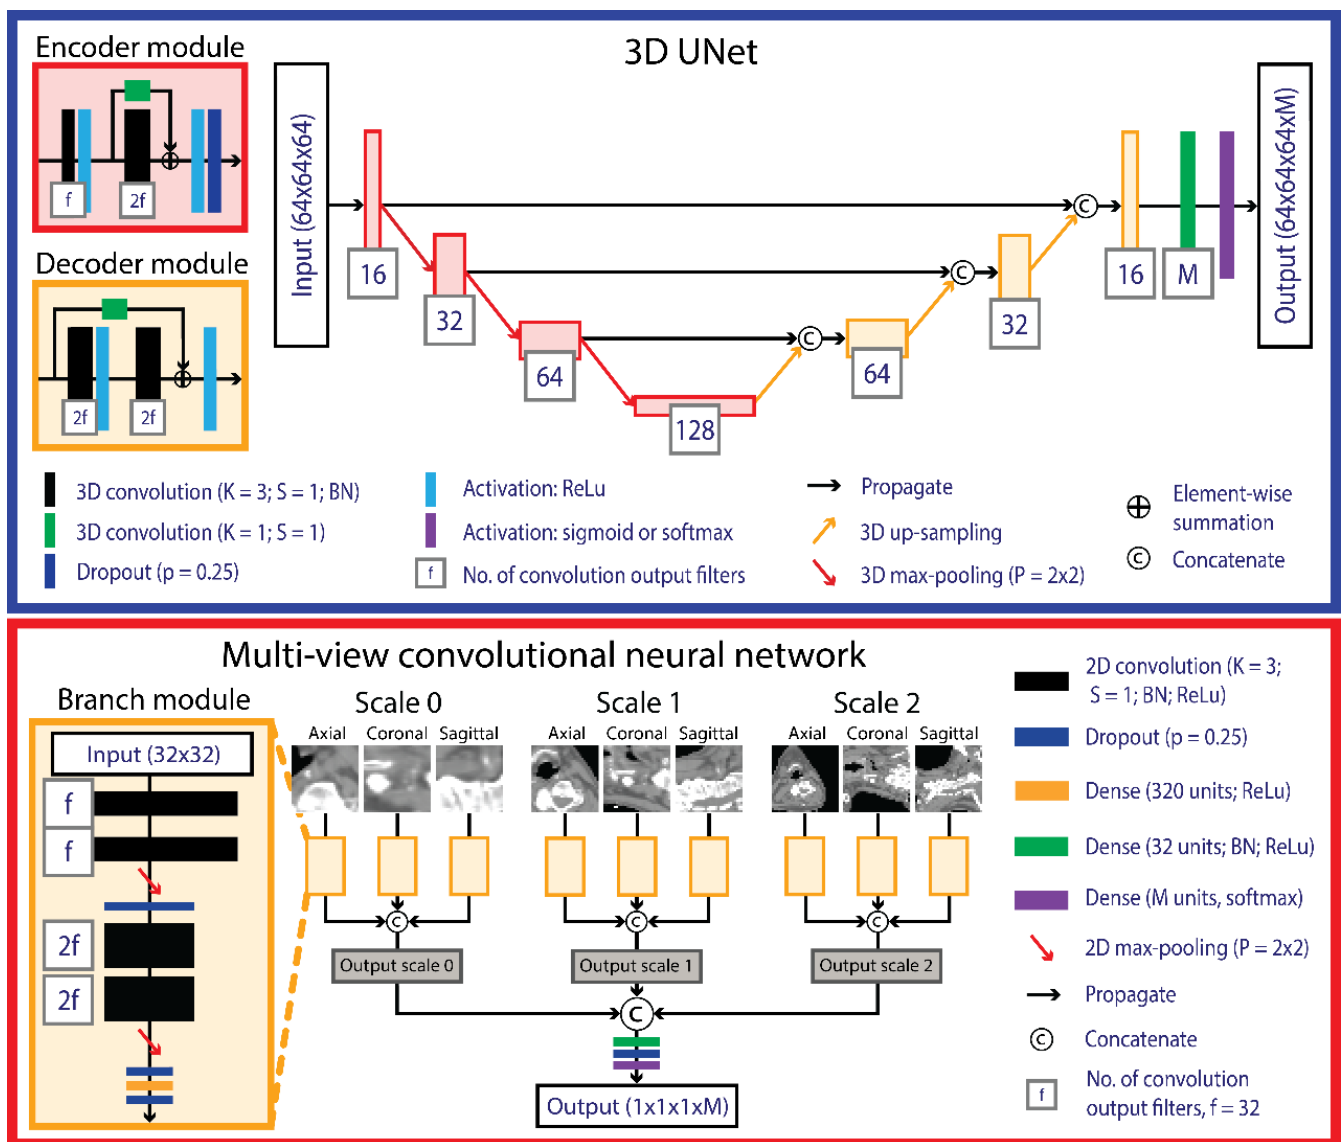 Encoder module
f
2f
Decoder module
2f
2f
3D UNet
Input (64x64x64)
16
32
64
128
C
64
C
32
C
16
M
Output (64x64x64xM)
3D convolution (K = 3; S = 1; BN)
3D convolution (K = 1; S = 1)
Dropout (p = 0.25)
Activation: ReLu
Activation: sigmoid or softmax
f
No. of convolution output filters
Propagate
3D up-sampling
3D max-pooling (P = 2x2)
Element-wise
summation
C
Concatenate
Multi-view convolutional neural network
Branch module
Input (32x32)
f
f
2f
2f
Scale 0
Axial Coronal Sagittal
C
Output scale 0
Scale 1
Axial Coronal Sagittal
C
Output scale 1
Scale 2
Axial Coronal Sagittal
C
Output scale 2
C
Output (1x1x1xM)
2D convolution (K = 3;
S = 1; BN; ReLu)
Dropout (p = 0.25)
Dense (320 units; ReLu)
Dense (32 units; BN; ReLu)
Dense (M units, softmax)
2D max-pooling (P = 2x2)
Propagate
C
Concatenate
f
No. of convolution
output filters, f = 32